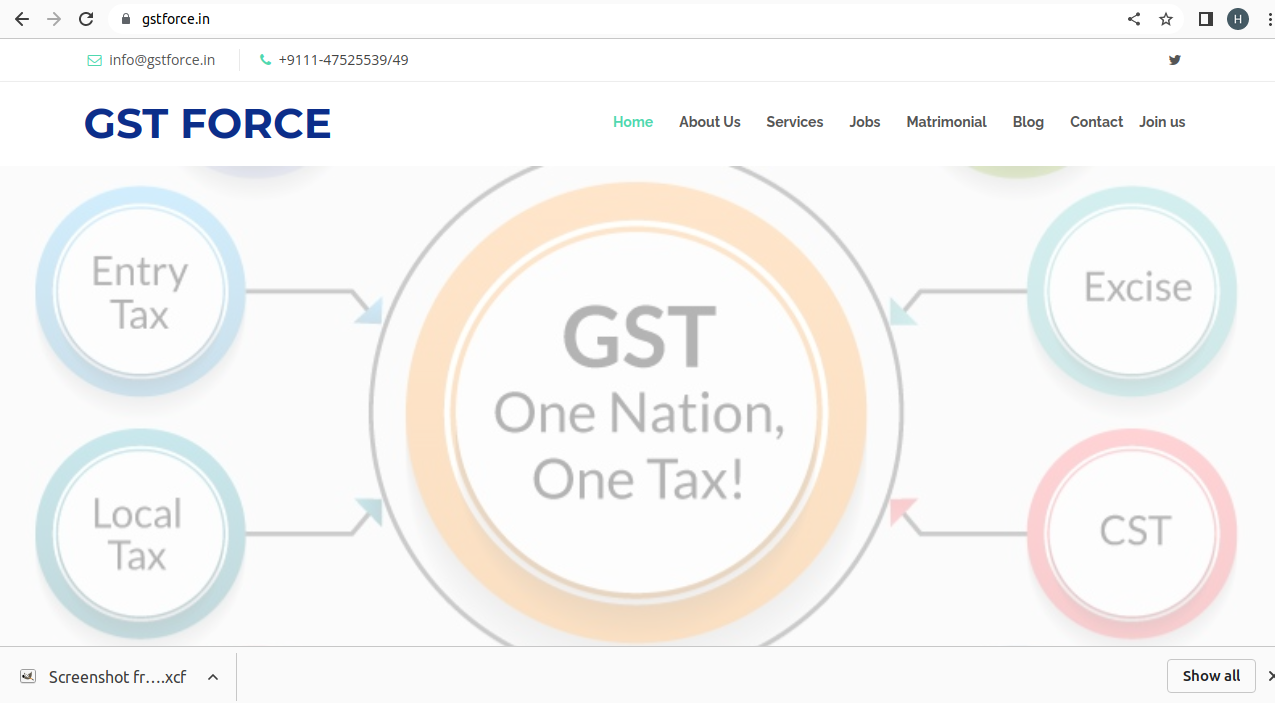 gstforce.in
H
info@gstforce.in
+9111-47525539/49
GST FORCE
Home About Us Services Jobs Matrimonial Blog Contact Join us
Entry
Tax
GST
One Nation,
One Tax!
Excise
Local
Tax
CST
Screenshot fr....xcf
Show all